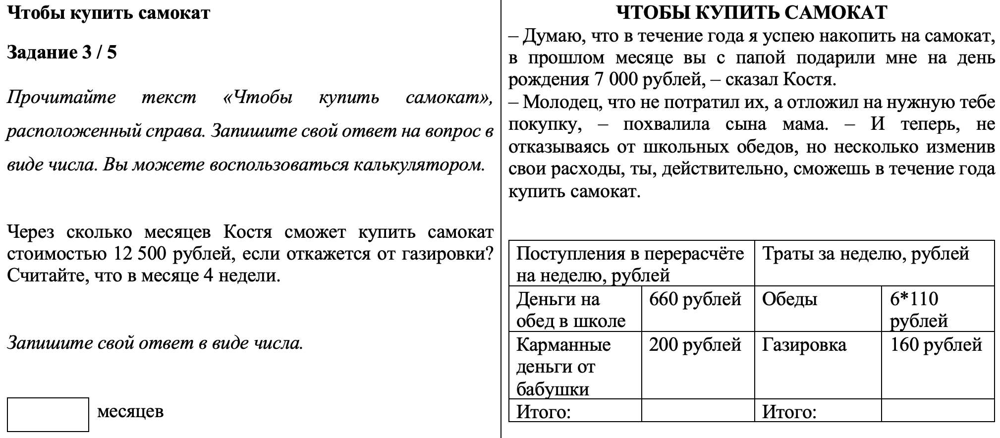 Чтобы купить самокат
Задание 3 / 5
Прочитайте текст «Чтобы купить самокат»,
расположенный справа. Запишите свой ответ на вопрос в
виде числа. Вы можете воспользоваться калькулятором.
Через сколько месяцев Костя сможет купить самокат
стоимостью 12 500 рублей, если откажется от газировки?
Считайте, что в месяце 4 недели.
Запишите свой ответ в виде числа.
месяцев
ЧТОБЫ КУПИТЬ САМОКАТ
– Думаю, что в течение года я успею накопить на самокат,
в прошлом месяце вы с папой подарили мне на день
рождения 7 000 рублей, – сказал Костя.
– Молодец, что не потратил их, а отложил на нужную тебе
покупку, – похвалила сына мама. – И теперь, не
отказываясь от школьных обедов, но несколько изменив
свои расходы, ты, действительно, сможешь в течение года
купить самокат.
Поступления в перерасчёте Траты за неделю, рублей
на неделю, рублей
Деньги на 660 рублей Обеды 6*110
обед в школе рублей
Карманные 200 рублей Газировка 160 рублей
деньги от
бабушки
Итого: Итого: